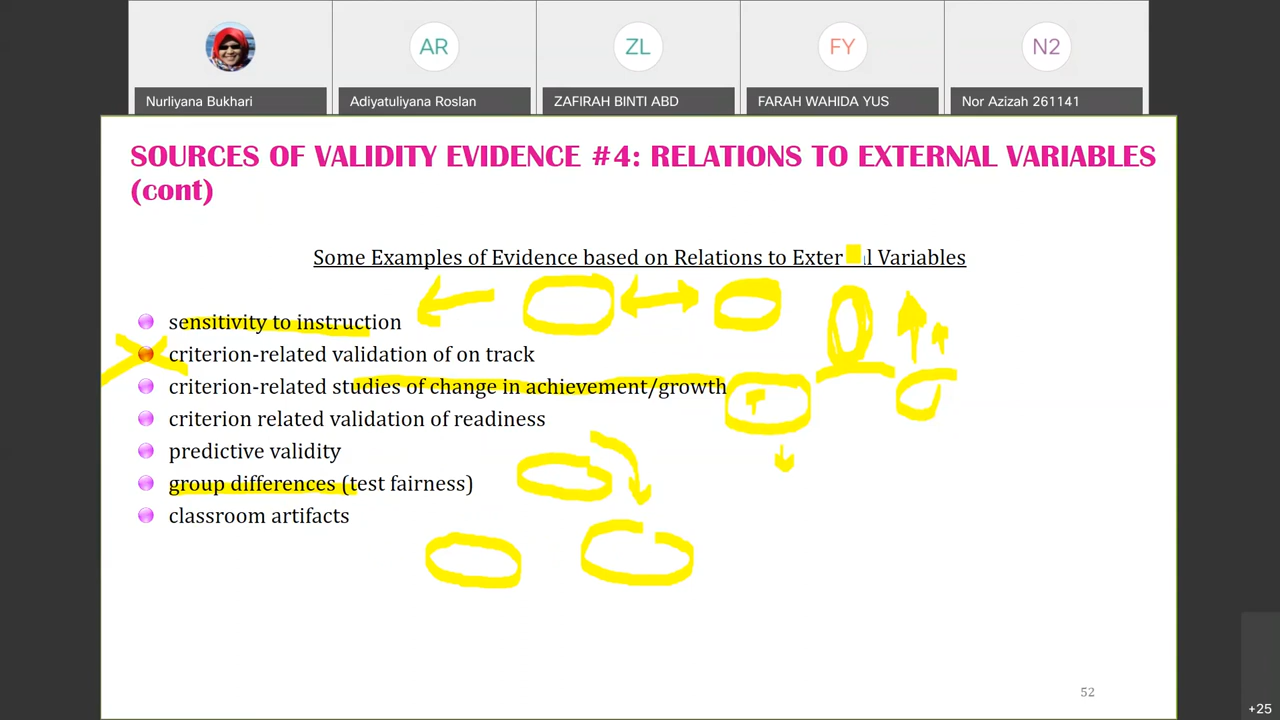 AR
ZL
FY
N2
Nurliyana Bukhari
Adiyatuliyana Roslan
ZAFIRAH BINTI ABD
FARAH WAHIDA YUS
Nor Azizah 261141
SOURCES OF VALIDITY EVIDENCE #4: RELATIONS TO EXTERNAL VARIABLES
(cont)
Some Examples of Evidence based on Relations to External Variables
sensitivity to instruction
criterion-related validation of on track
criterion-related studies of change in achievement/growth
criterion related validation of readiness
predictive validity
group differences (test fairness)
classroom artifacts
52
+25